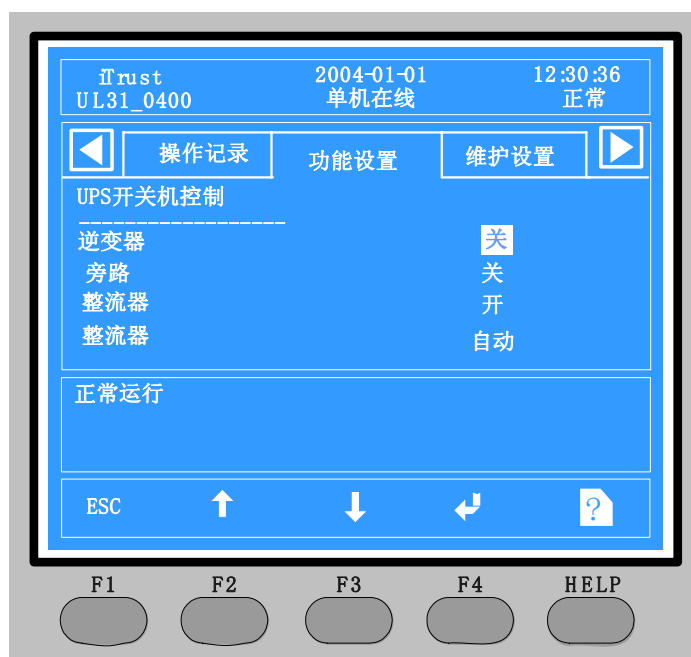 iTrust 2004-01-01 12:30:36
UL31_0400 单机在线 正常
操作记录 功能设置 维护设置
UPS开关机控制
逆变器 关
旁路 关
整流器 开
整流器 自动
正常运行
ESC ?
F1 F2 F3 F4 HELP